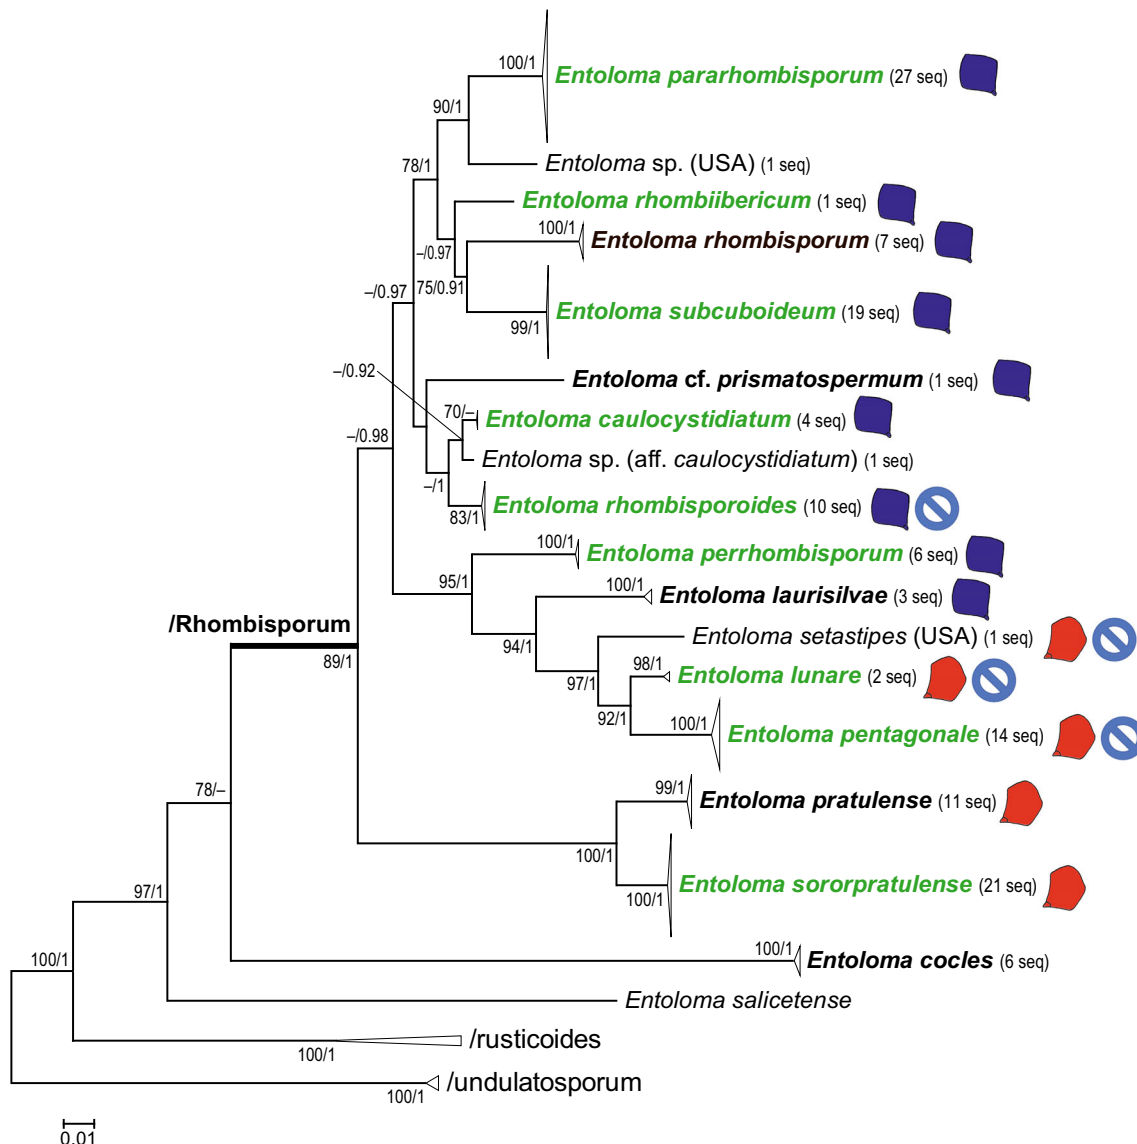 100/1
Entoloma pararhombisporum (27 seq)
90/1
Entoloma sp. (USA) (1 seq)
78/1
Entoloma rhombiibericum (1 seq)
100/1
Entoloma rhombisporum (7 seq)
–/0.97
75/0.91
–/0.97
Entoloma subcuboideum (19 seq)
99/1
–/0.92
Entoloma cf. prismatospermum (1 seq)
70/–
Entoloma caulocystidiatum (4 seq)
–/0.98
Entoloma sp. (aff. caulocystidiatum) (1 seq)
–/1
Entoloma rhombisporoides (10 seq)
83/1
100/1
Entoloma perrhombisporum (6 seq)
95/1
100/1
Entoloma laurisilvae (3 seq)
/Rhombisporum
89/1
94/1
Entoloma setastipes (USA) (1 seq)
98/1
Entoloma lunare (2 seq)
97/1
92/1
100/1
Entoloma pentagonale (14 seq)
78/–
99/1
Entoloma pratulense (11 seq)
100/1
Entoloma sororpratulense (21 seq)
100/1
97/1
100/1
Entoloma cocles (6 seq)
100/1
Entoloma salicetense
/rusticoides
100/1
/undulatosporum
100/1
0.01